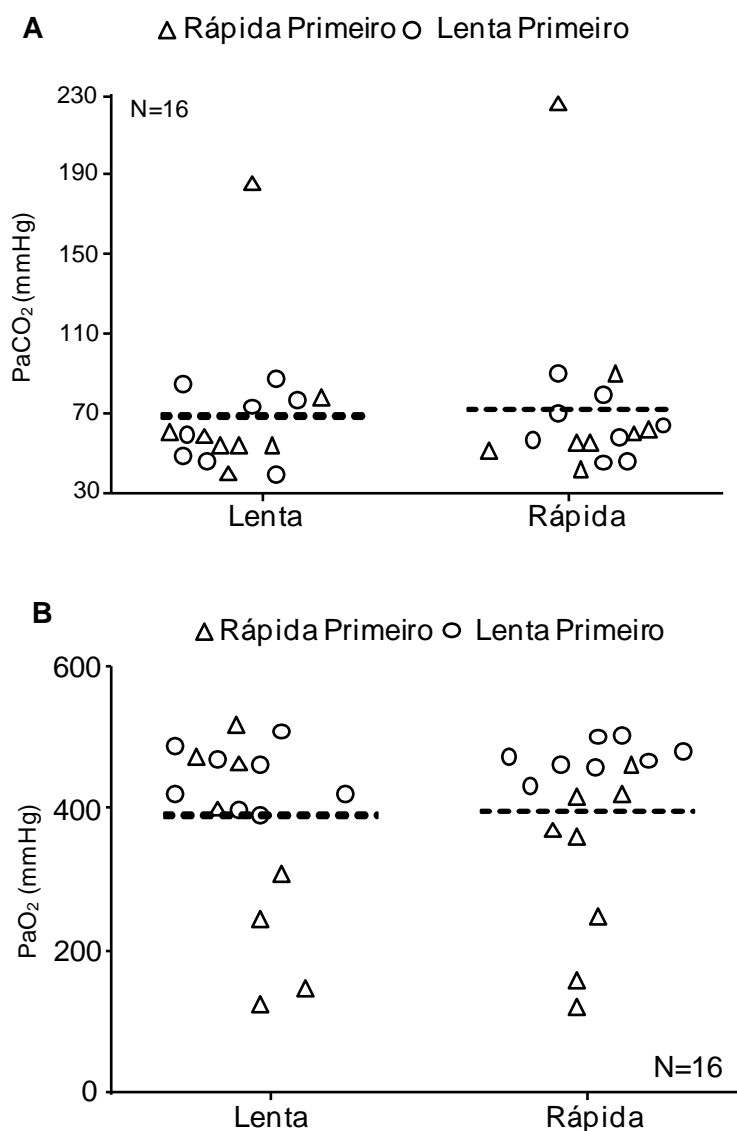 A
Rápida Primeiro Lenta Primeiro
230
N=16
190
150
110
70
30
PaCO₂ (mmHg)
Lenta Rápida
B
Rápida Primeiro Lenta Primeiro
600
400
200
0
PaO₂ (mmHg)
N=16
Lenta Rápida